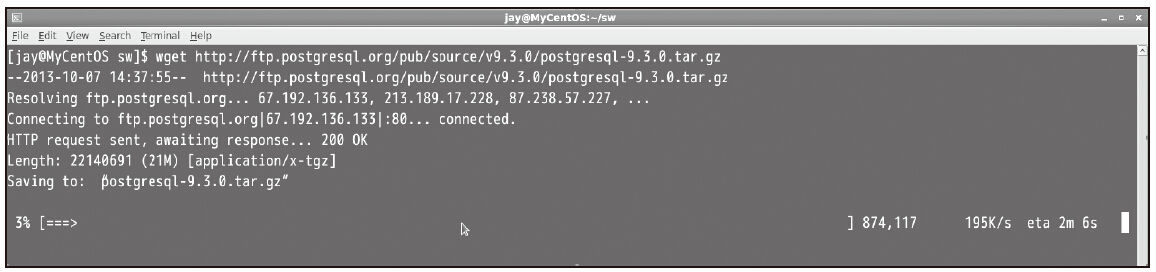 jay@MyCentOS:~/sw
File Edit View Search Terminal Help
[jay@MyCentOS sw]$ wget http://ftp.postgresql.org/pub/source/v9.3.0/postgresql-9.3.0.tar.gz
--2013-10-07 14:37:55-- http://ftp.postgresql.org/pub/source/v9.3.0/postgresql-9.3.0.tar.gz
Resolving ftp.postgresql.org... 67.192.136.133, 213.189.17.228, 87.238.57.227, ...
Connecting to ftp.postgresql.org|67.192.136.133|:80... connected.
HTTP request sent, awaiting response... 200 OK
Length: 22140691 (21M) [application/x-tgz]
Saving to: “postgresql-9.3.0.tar.gz”
3% [===> ] 874,117 195K/s eta 2m 6s